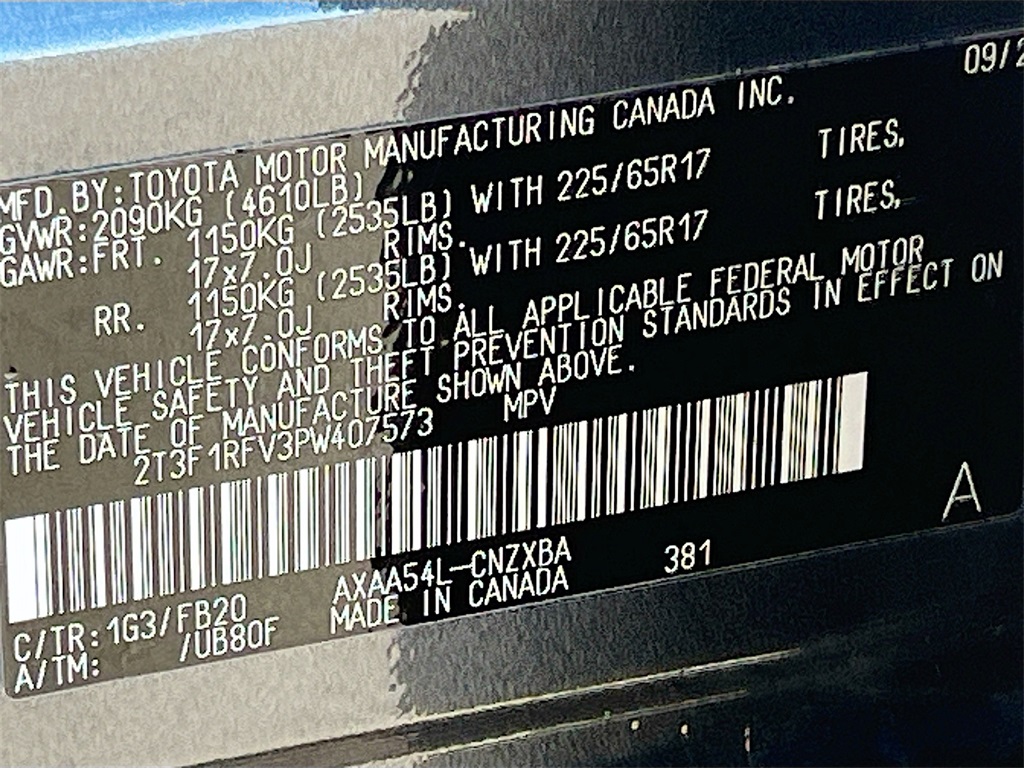 09/2
MFD.BY:TOYOTA MOTOR MANUFACTURING CANADA INC.
GVWR:2090KG (4610LB)
GAWR:FRT. 1150KG (2535LB) WITH 225/65R17 TIRES,
17x7.0J RIMS.
RR. 1150KG (2535LB) WITH 225/65R17 TIRES,
17x7.0J RIMS.
THIS VEHICLE CONFORMS TO ALL APPLICABLE FEDERAL MOTOR
VEHICLE SAFETY AND THEFT PREVENTION STANDARDS IN EFFECT ON
THE DATE OF MANUFACTURE SHOWN ABOVE.
2T3F1RFV3PW407573 MPV
A
AXAA54L-CNZXBA 381
C/TR:1G3/FB20 MADE IN CANADA
A/TM: /UB80F